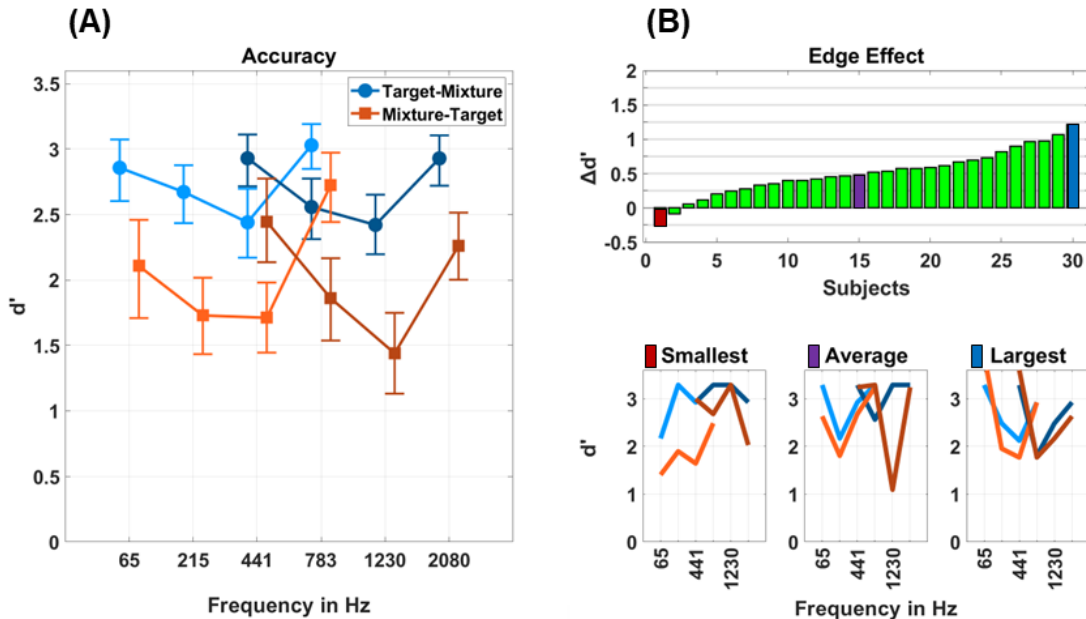 (A)
Accuracy
Target-Mixture
Mixture-Target
d'
3.5
3
2.5
2
1.5
1
0.5
0
65 215 441 783 1230 2080
Frequency in Hz
(B)
Edge Effect
Δd'
2
1.5
1
0.5
0
-0.5
0 5 10 15 20 25 30
Subjects
Smallest
d'
3
2
1
0
65 441 1230
Average
3
2
1
0
65 441 1230
Largest
3
2
1
0
65 441 1230
Frequency in Hz